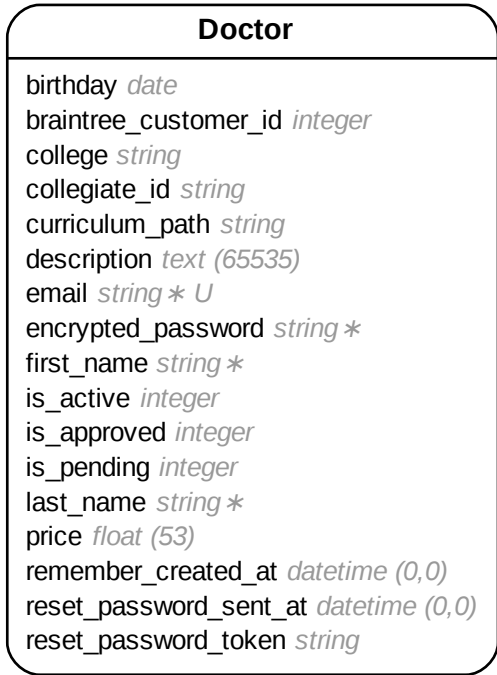 Doctor
birthday date
braintree_customer_id integer
college string
collegiate_id string
curriculum_path string
description text (65535)
email string ∗ U
encrypted_password string ∗
first_name string ∗
is_active integer
is_approved integer
is_pending integer
last_name string ∗
price float (53)
remember_created_at datetime (0,0)
reset_password_sent_at datetime (0,0)
reset_password_token string